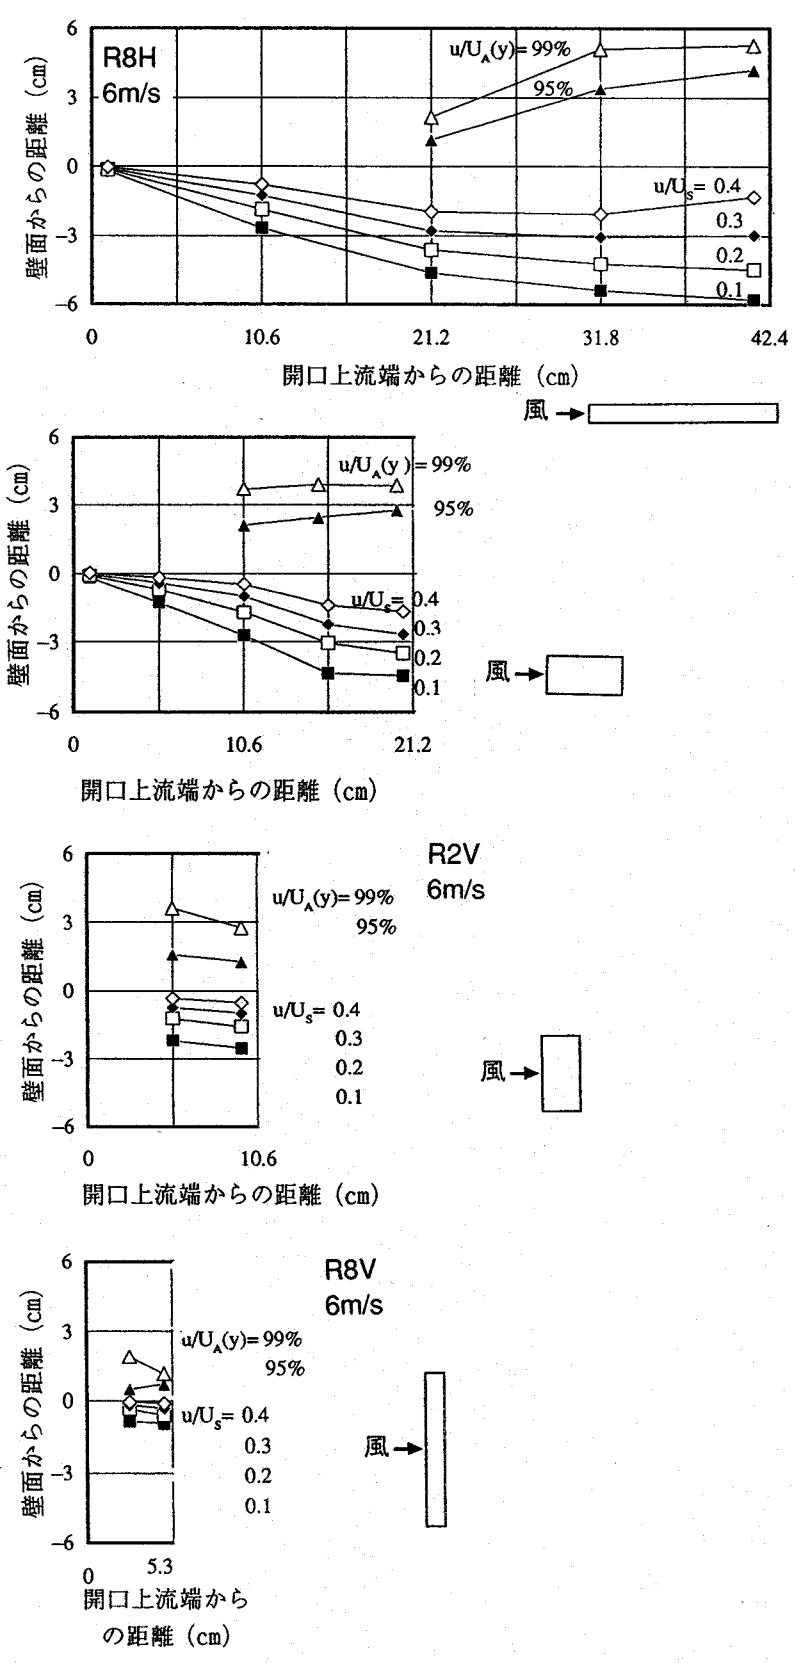 R8H
6m/s
u/U_A(y)= 99%
95%
u/U_S= 0.4
0.3
0.2
0.1
6
3
0
−3
−6
壁面からの距離 (cm)
0 10.6 21.2 31.8 42.4
開口上流端からの距離 (cm)
風
u/U_A(y)= 99%
95%
u/U_S= 0.4
0.3
0.2
0.1
6
3
0
−3
−6
壁面からの距離 (cm)
0 10.6 21.2
開口上流端からの距離 (cm)
風
R2V
6m/s
u/U_A(y)= 99%
95%
u/U_S= 0.4
0.3
0.2
0.1
6
3
0
−3
−6
壁面からの距離 (cm)
0 10.6
開口上流端からの距離 (cm)
風
R8V
6m/s
u/U_A(y)= 99%
95%
u/U_S= 0.4
0.3
0.2
0.1
6
3
0
−3
−6
壁面からの距離 (cm)
0 5.3
開口上流端から
の距離 (cm)
風